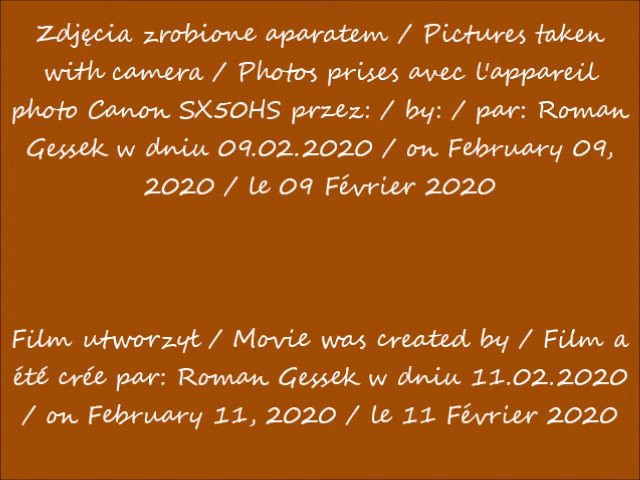 Zdjęcia zrobione aparatem / Pictures taken
with camera / Photos prises avec l'appareil
photo Canon SX50HS przez: / by: / par: Roman
Gessek w dniu 09.02.2020 / on February 09,
2020 / le 09 Février 2020
Film utworzył / Movie was created by / Film a
été crée par: Roman Gessek w dniu 11.02.2020
/ on February 11, 2020 / le 11 Février 2020